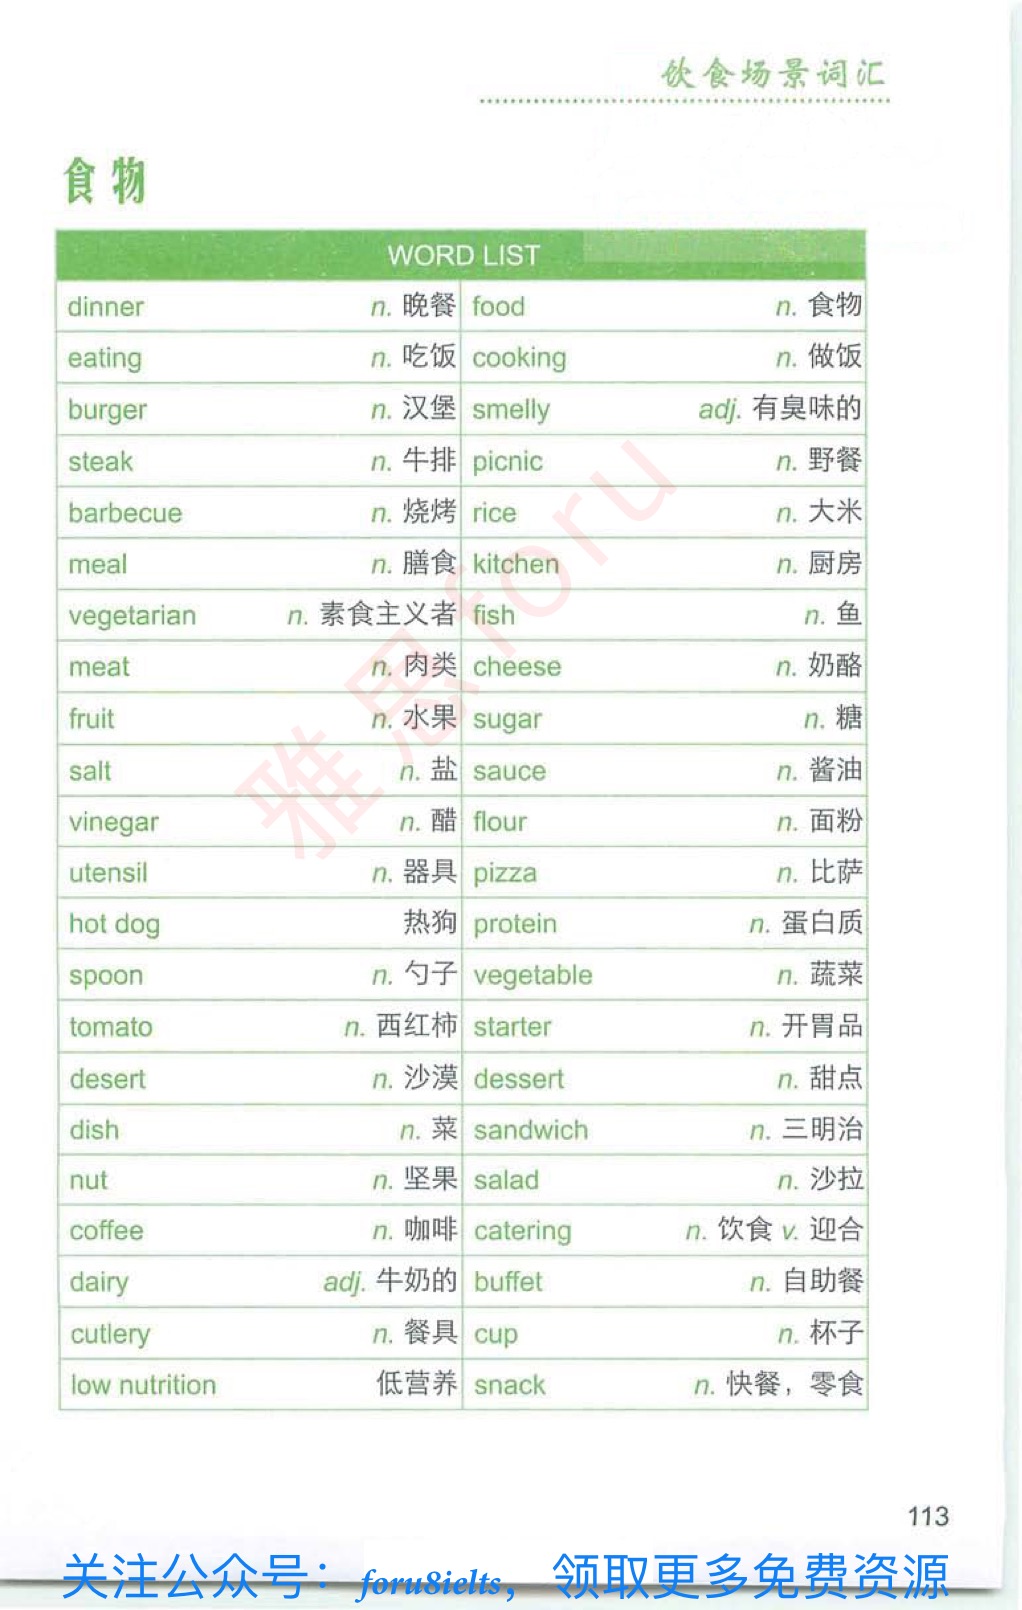 饮食场景词汇
食物
WORD LIST
dinner n. 晚餐 food n. 食物
eating n. 吃饭 cooking n. 做饭
burger n. 汉堡 smelly adj. 有臭味的
steak n. 牛排 picnic n. 野餐
barbecue n. 烧烤 rice n. 大米
meal n. 膳食 kitchen n. 厨房
vegetarian n. 素食主义者 fish n. 鱼
meat n. 肉类 cheese n. 奶酪
fruit n. 水果 sugar n. 糖
salt n. 盐 sauce n. 酱油
vinegar n. 醋 flour n. 面粉
utensil n. 器具 pizza n. 比萨
hot dog 热狗 protein n. 蛋白质
spoon n. 勺子 vegetable n. 蔬菜
tomato n. 西红柿 starter n. 开胃品
desert n. 沙漠 dessert n. 甜点
dish n. 菜 sandwich n. 三明治
nut n. 坚果 salad n. 沙拉
coffee n. 咖啡 catering n. 饮食 v. 迎合
dairy adj. 牛奶的 buffet n. 自助餐
cutlery n. 餐具 cup n. 杯子
low nutrition 低营养 snack n. 快餐，零食
雅思foru
113
关注公众号：foru8ielts，领取更多免费资源